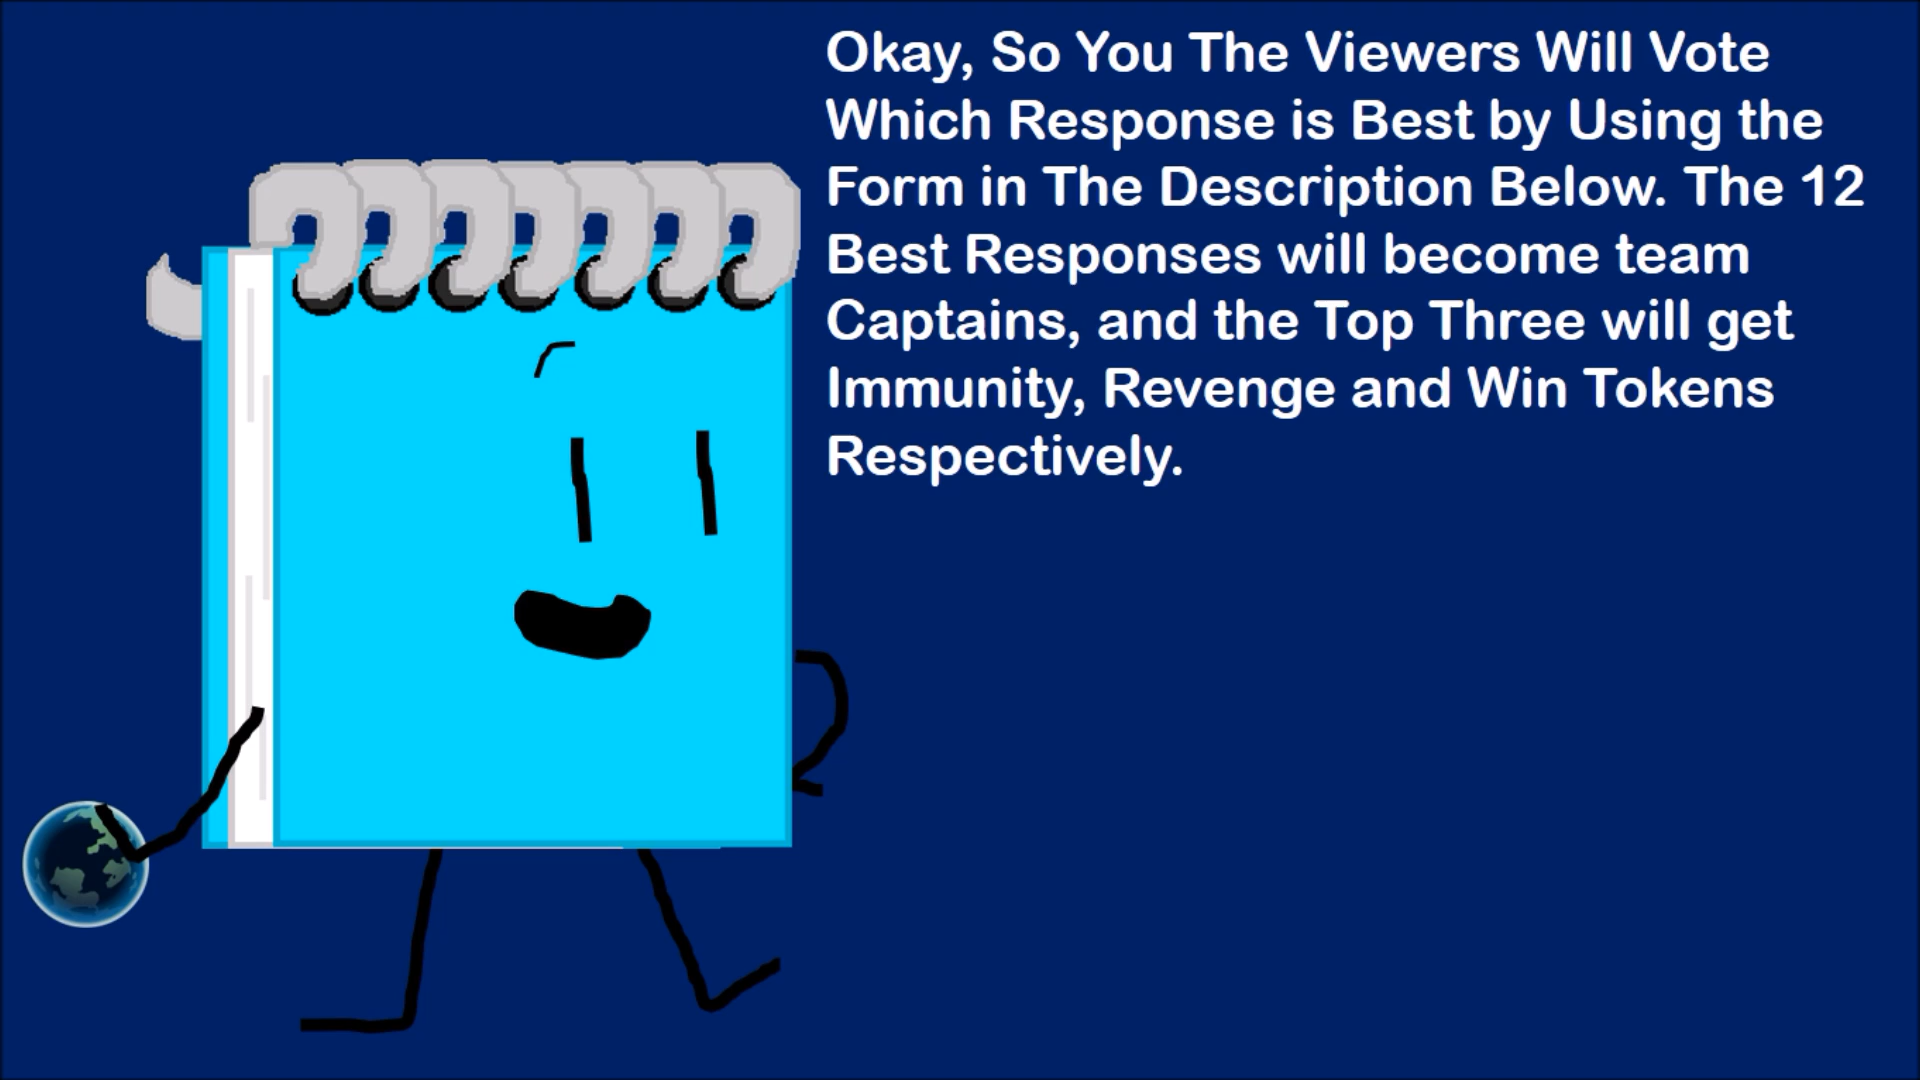 Okay, So You The Viewers Will Vote
Which Response is Best by Using the
Form in The Description Below. The 12
Best Responses will become team
Captains, and the Top Three will get
Immunity, Revenge and Win Tokens
Respectively.